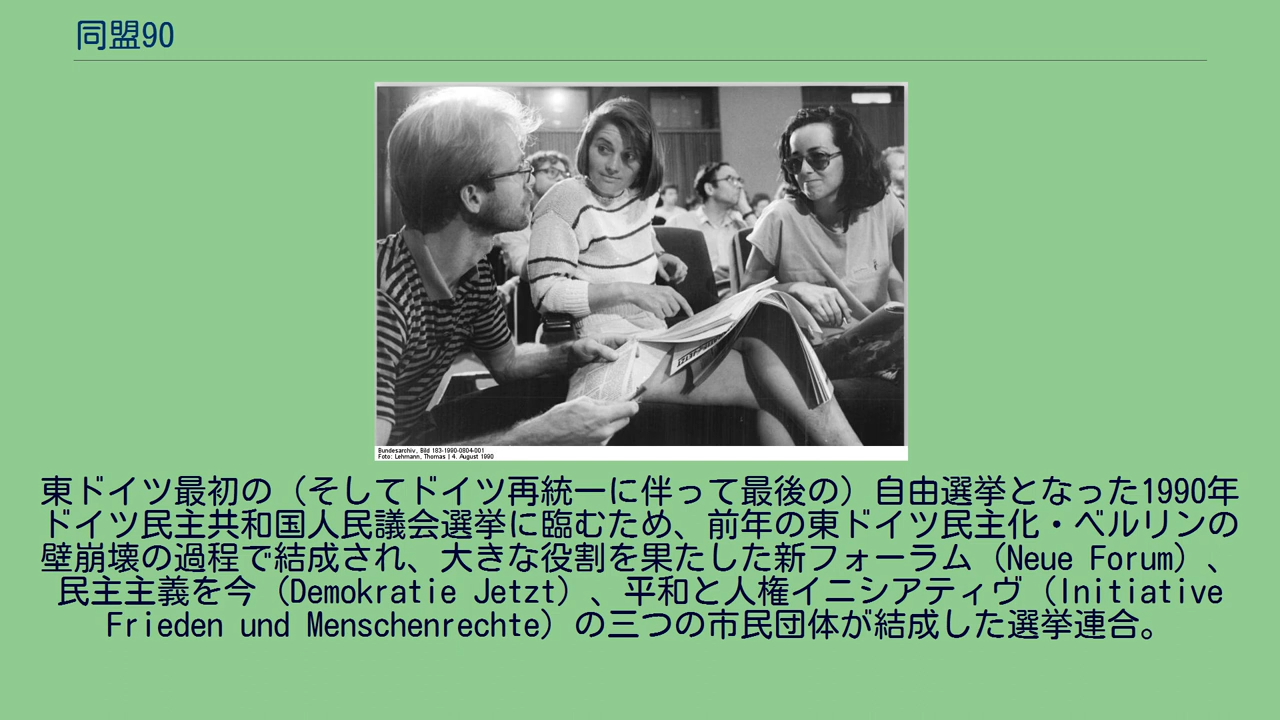 同盟90
Bundesarchiv, Bild 183-1990-0804-001
Foto: Lehmann, Thomas | 4. August 1990
東ドイツ最初の（そしてドイツ再統一に伴って最後の）自由選挙となった1990年
ドイツ民主共和国人民議会選挙に臨むため、前年の東ドイツ民主化・ベルリンの
壁崩壊の過程で結成され、大きな役割を果たした新フォーラム（Neue Forum）、
民主主義を今（Demokratie Jetzt）、平和と人権イニシアティヴ（Initiative
Frieden und Menschenrechte）の三つの市民団体が結成した選挙連合。